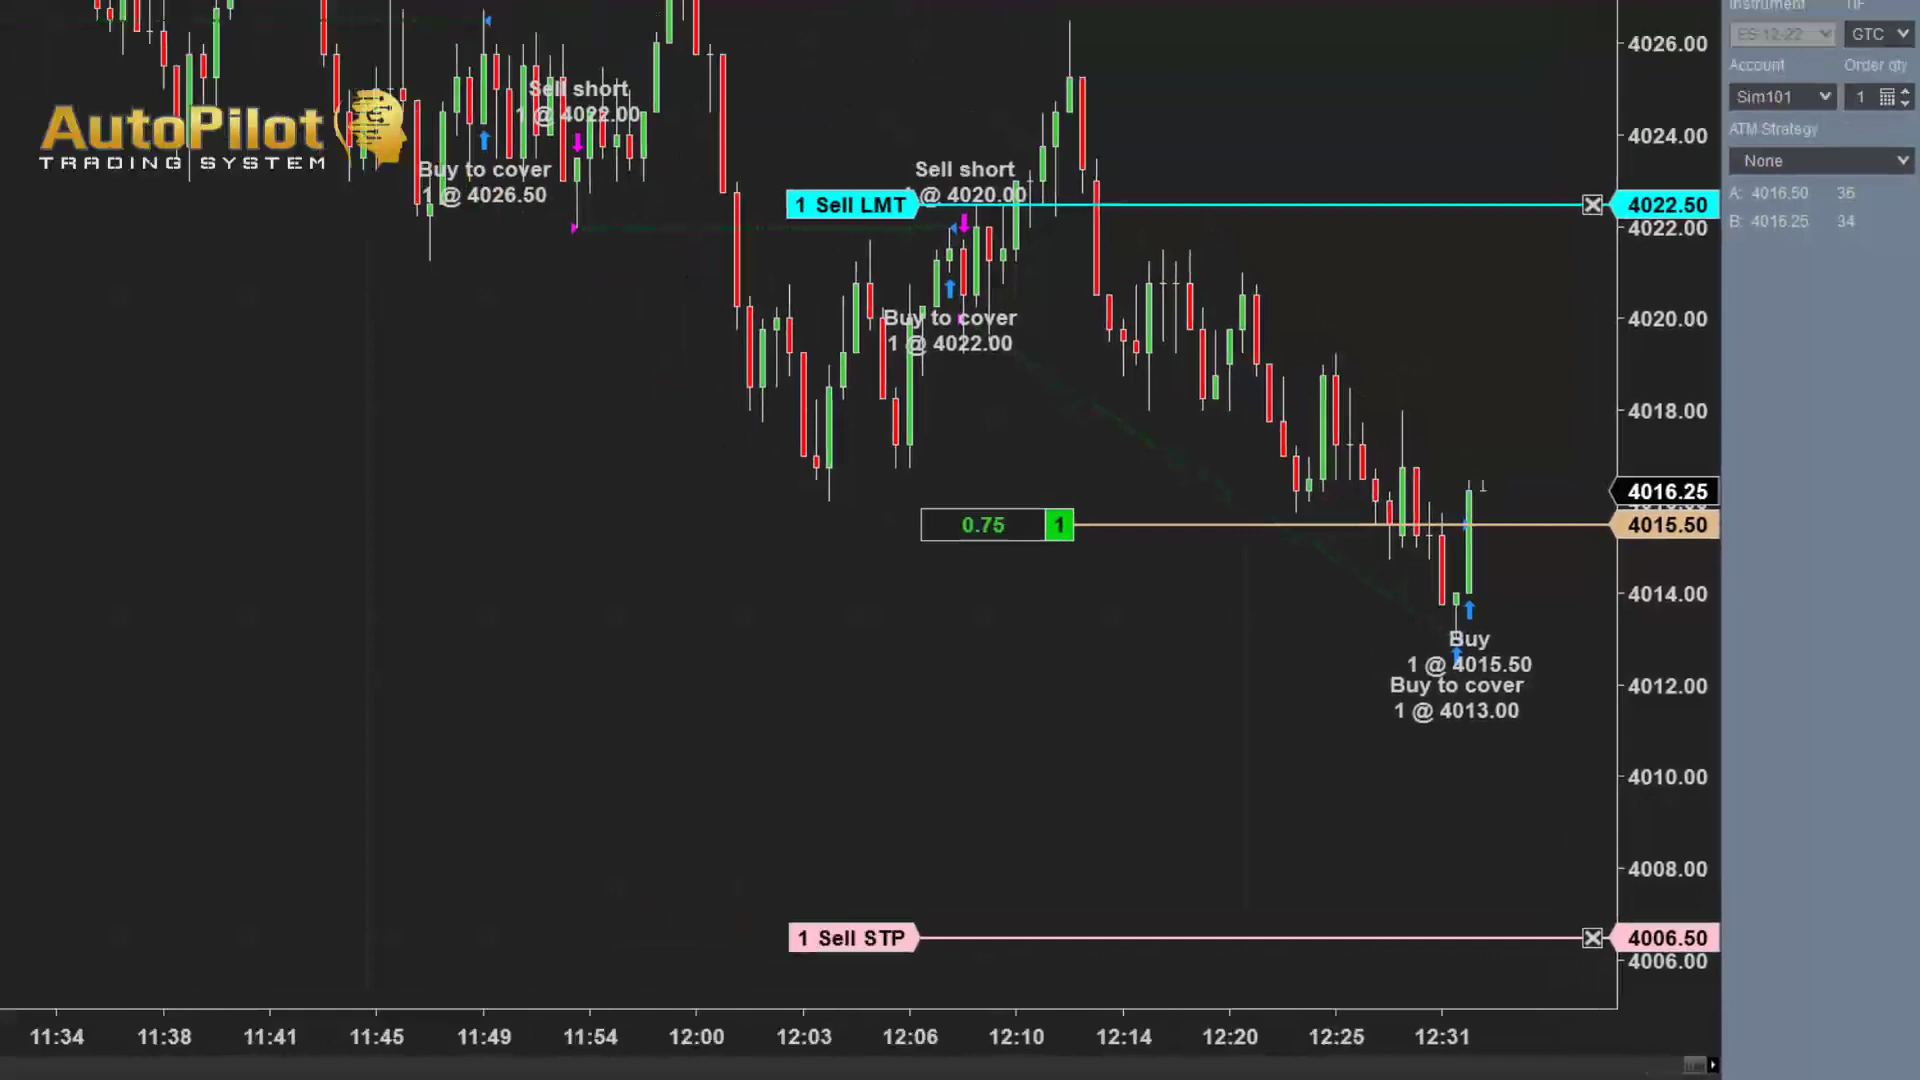 Instrument TIF
ES 12-22 GTC
Account Order qty
Sim101 1
ATM Strategy
None
A: 4016.50 36
B: 4016.25 34
AutoPilot
TRADING SYSTEM
Sell short
1 @ 4022.00
Buy to cover
1 @ 4026.50
Sell short
1 @ 4020.00
1 Sell LMT
Buy to cover
1 @ 4022.00
0.75 1
Buy
1 @ 4015.50
Buy to cover
1 @ 4013.00
1 Sell STP
4026.00
4024.00
4022.50
4022.00
4020.00
4018.00
4016.25
4015.50
4014.00
4012.00
4010.00
4008.00
4006.50
4006.00
11:34 11:38 11:41 11:45 11:49 11:54 12:00 12:03 12:06 12:10 12:14 12:20 12:25 12:31